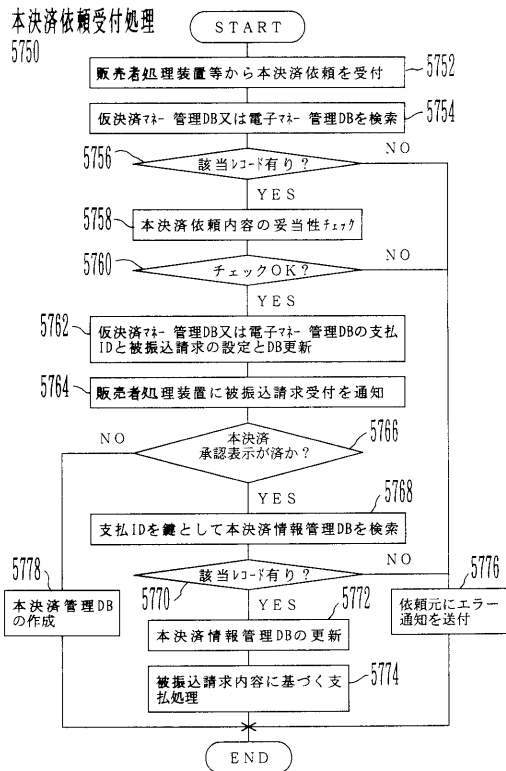 本決済依頼受付処理
5750
START
販売者処理装置等から本決済依頼を受付
5752
仮決済ﾏﾈｰ管理DB又は電子ﾏﾈｰ管理DBを検索
5754
5756
該当ﾚｺｰﾄﾞ有り?
NO
YES
5758
本決済依頼内容の妥当性ﾁｪｯｸ
5760
チェックOK?
NO
YES
5762
仮決済ﾏﾈｰ管理DB又は電子ﾏﾈｰ管理DBの支払
IDと被振込請求の設定とDB更新
5764
販売者処理装置に被振込請求受付を通知
NO
本決済
承認表示が済か?
5766
YES
5768
支払IDを鍵として本決済情報管理DBを検索
5778
該当ﾚｺｰﾄﾞ有り?
NO
5770
YES
5772
5776
本決済管理DB
の作成
本決済情報管理DBの更新
依頼元にエラー
通知を送付
被振込請求内容に基づく支
払処理
5774
END